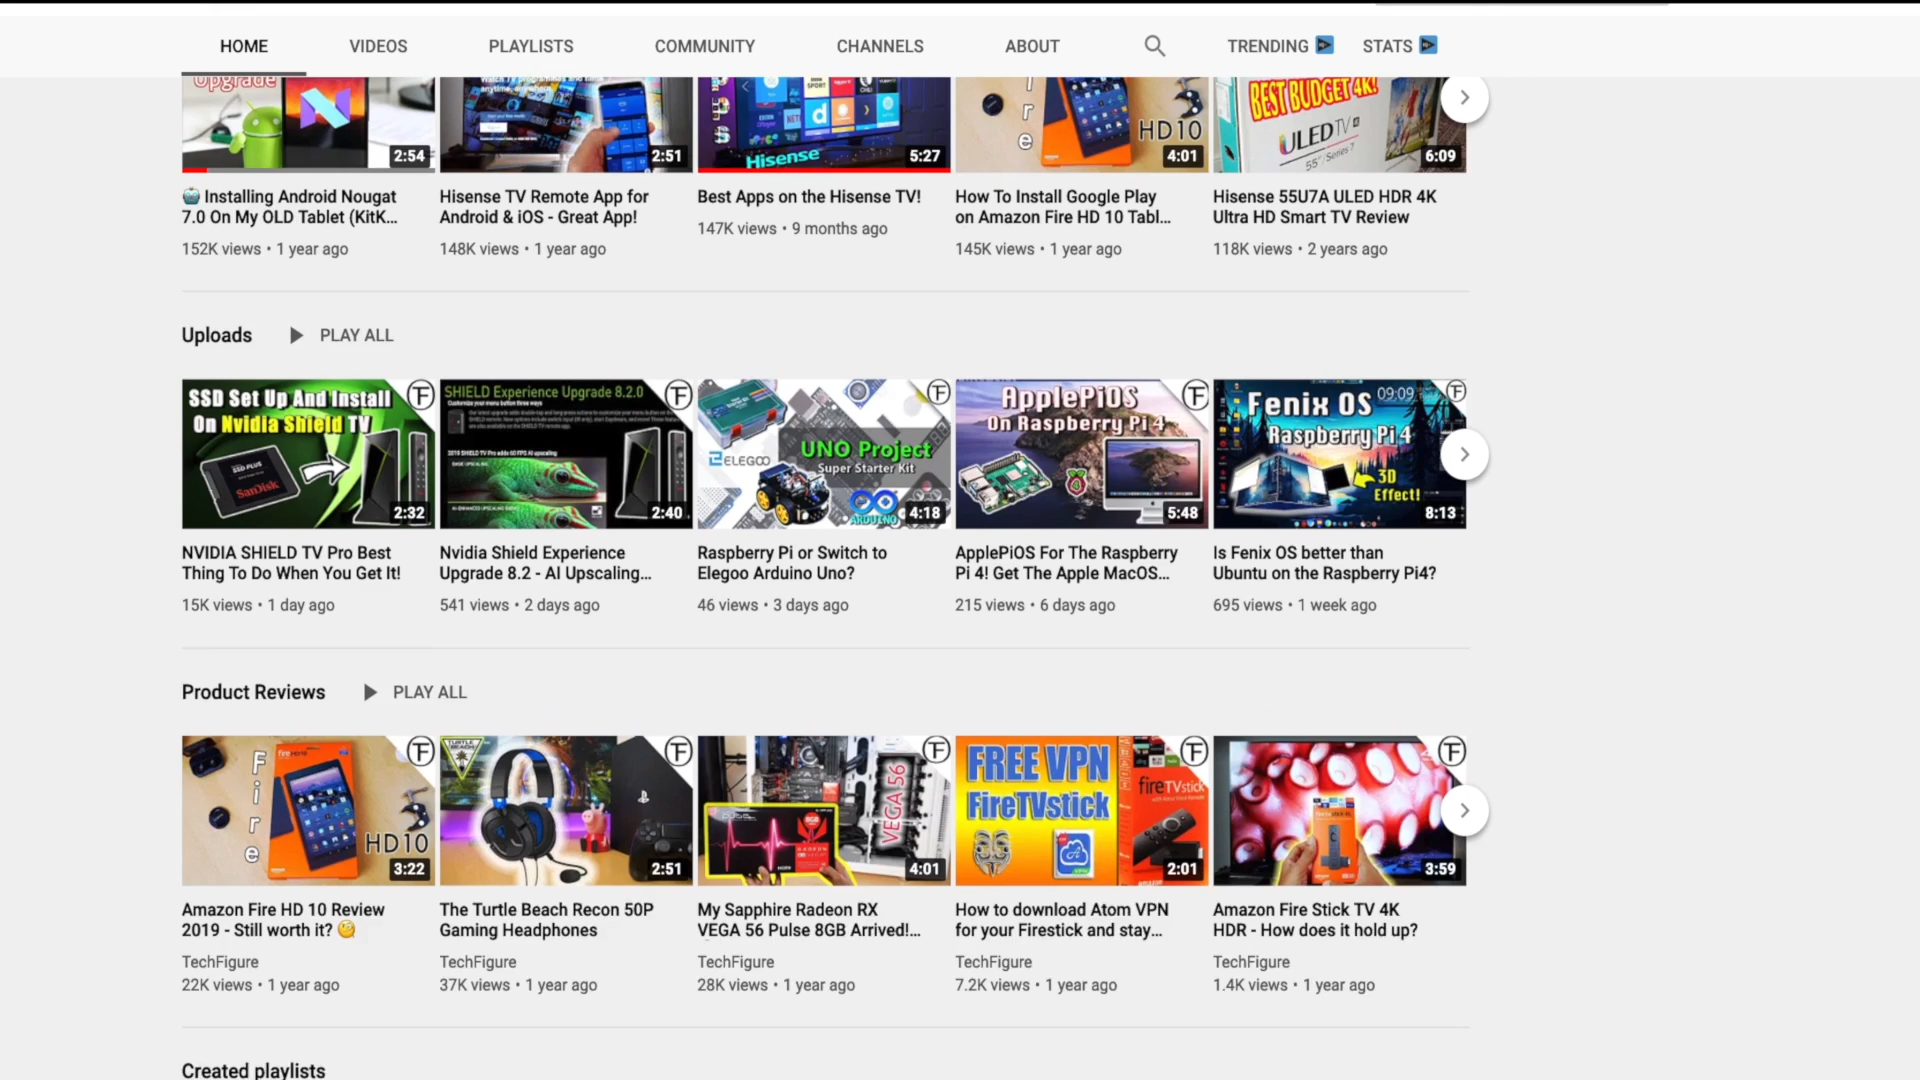 HOME VIDEOS PLAYLISTS COMMUNITY CHANNELS ABOUT TRENDING STATS
Upgrade
2:54
anytime, anywhere.
2:51
Hisense
5:27
i
r
e
HD10
4:01
BEST BUDGET 4K!
ULED TV
55" Series 7
6:09
🤖 Installing Android Nougat
7.0 On My OLD Tablet (KitK...
152K views • 1 year ago
Hisense TV Remote App for
Android & iOS - Great App!
148K views • 1 year ago
Best Apps on the Hisense TV!
147K views • 9 months ago
How To Install Google Play
on Amazon Fire HD 10 Tabl...
145K views • 1 year ago
Hisense 55U7A ULED HDR 4K
Ultra HD Smart TV Review
118K views • 2 years ago
Uploads PLAY ALL
SSD Set Up And Install
On Nvidia Shield TV
SSD PLUS
SanDisk
2:32
SHIELD Experience Upgrade 8.2.0
2:40
ELEGOO
UNO Project
Super Starter Kit
ARDUINO
4:18
ApplePiOS
On Raspberry Pi 4
4
5:48
09:09
Fenix OS
Raspberry Pi 4
3D
Effect!
8:13
NVIDIA SHIELD TV Pro Best
Thing To Do When You Get It!
15K views • 1 day ago
Nvidia Shield Experience
Upgrade 8.2 - AI Upscaling...
541 views • 2 days ago
Raspberry Pi or Switch to
Elegoo Arduino Uno?
46 views • 3 days ago
ApplePiOS For The Raspberry
Pi 4! Get The Apple MacOS...
215 views • 6 days ago
Is Fenix OS better than
Ubuntu on the Raspberry Pi4?
695 views • 1 week ago
Product Reviews PLAY ALL
F
i
r
e
HD10
3:22
TURTLE BEACH
2:51
VEGA 56
4:01
FREE VPN
FireTVstick
fireTVstick
2:01
3:59
Amazon Fire HD 10 Review
2019 - Still worth it? 🧐
TechFigure
22K views • 1 year ago
The Turtle Beach Recon 50P
Gaming Headphones
TechFigure
37K views • 1 year ago
My Sapphire Radeon RX
VEGA 56 Pulse 8GB Arrived!...
TechFigure
28K views • 1 year ago
How to download Atom VPN
for your Firestick and stay...
TechFigure
7.2K views • 1 year ago
Amazon Fire Stick TV 4K
HDR - How does it hold up?
TechFigure
1.4K views • 1 year ago
Created playlists